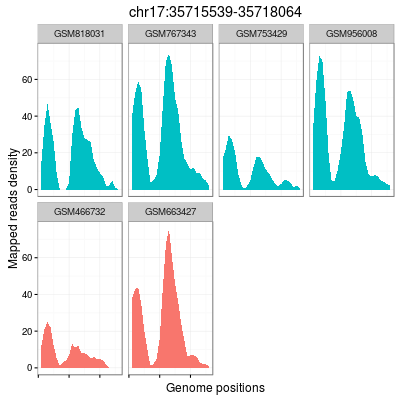 chr17:35715539-35718064
GSM818031 GSM767343 GSM753429 GSM956008
60
40
20
0
Mapped reads density
GSM466732 GSM663427
60
40
20
0
Genome positions